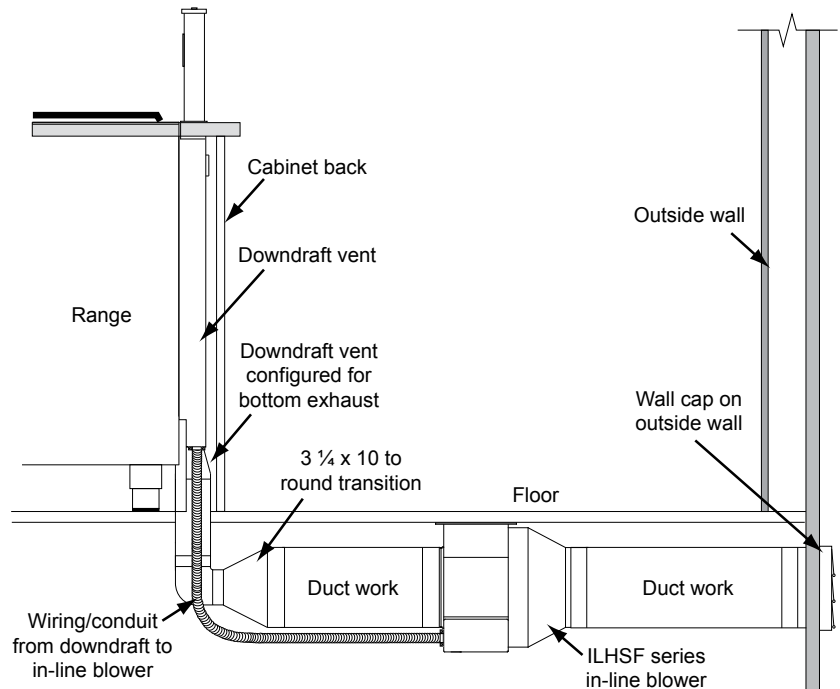 Cabinet back
Outside wall
Downdraft vent
Range
Downdraft vent
configured for
bottom exhaust
Wall cap on
outside wall
3 ¼ x 10 to
round transition
Floor
Duct work
Duct work
Wiring/conduit
from downdraft to
in-line blower
ILHSF series
in-line blower